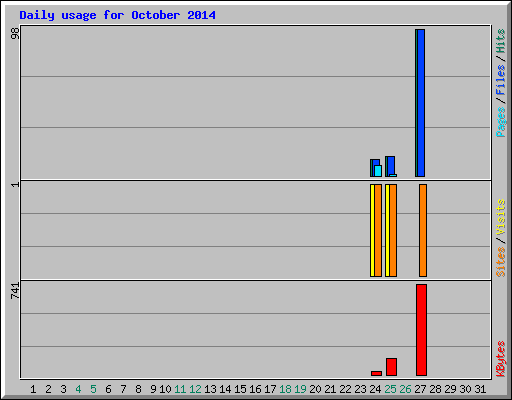 Daily usage for October 2014
98
1
741
Pages / Files / Hits
Sites / Visits
KBytes
1 2 3 4 5 6 7 8 9 10 11 12 13 14 15 16 17 18 19 20 21 22 23 24 25 26 27 28 29 30 31